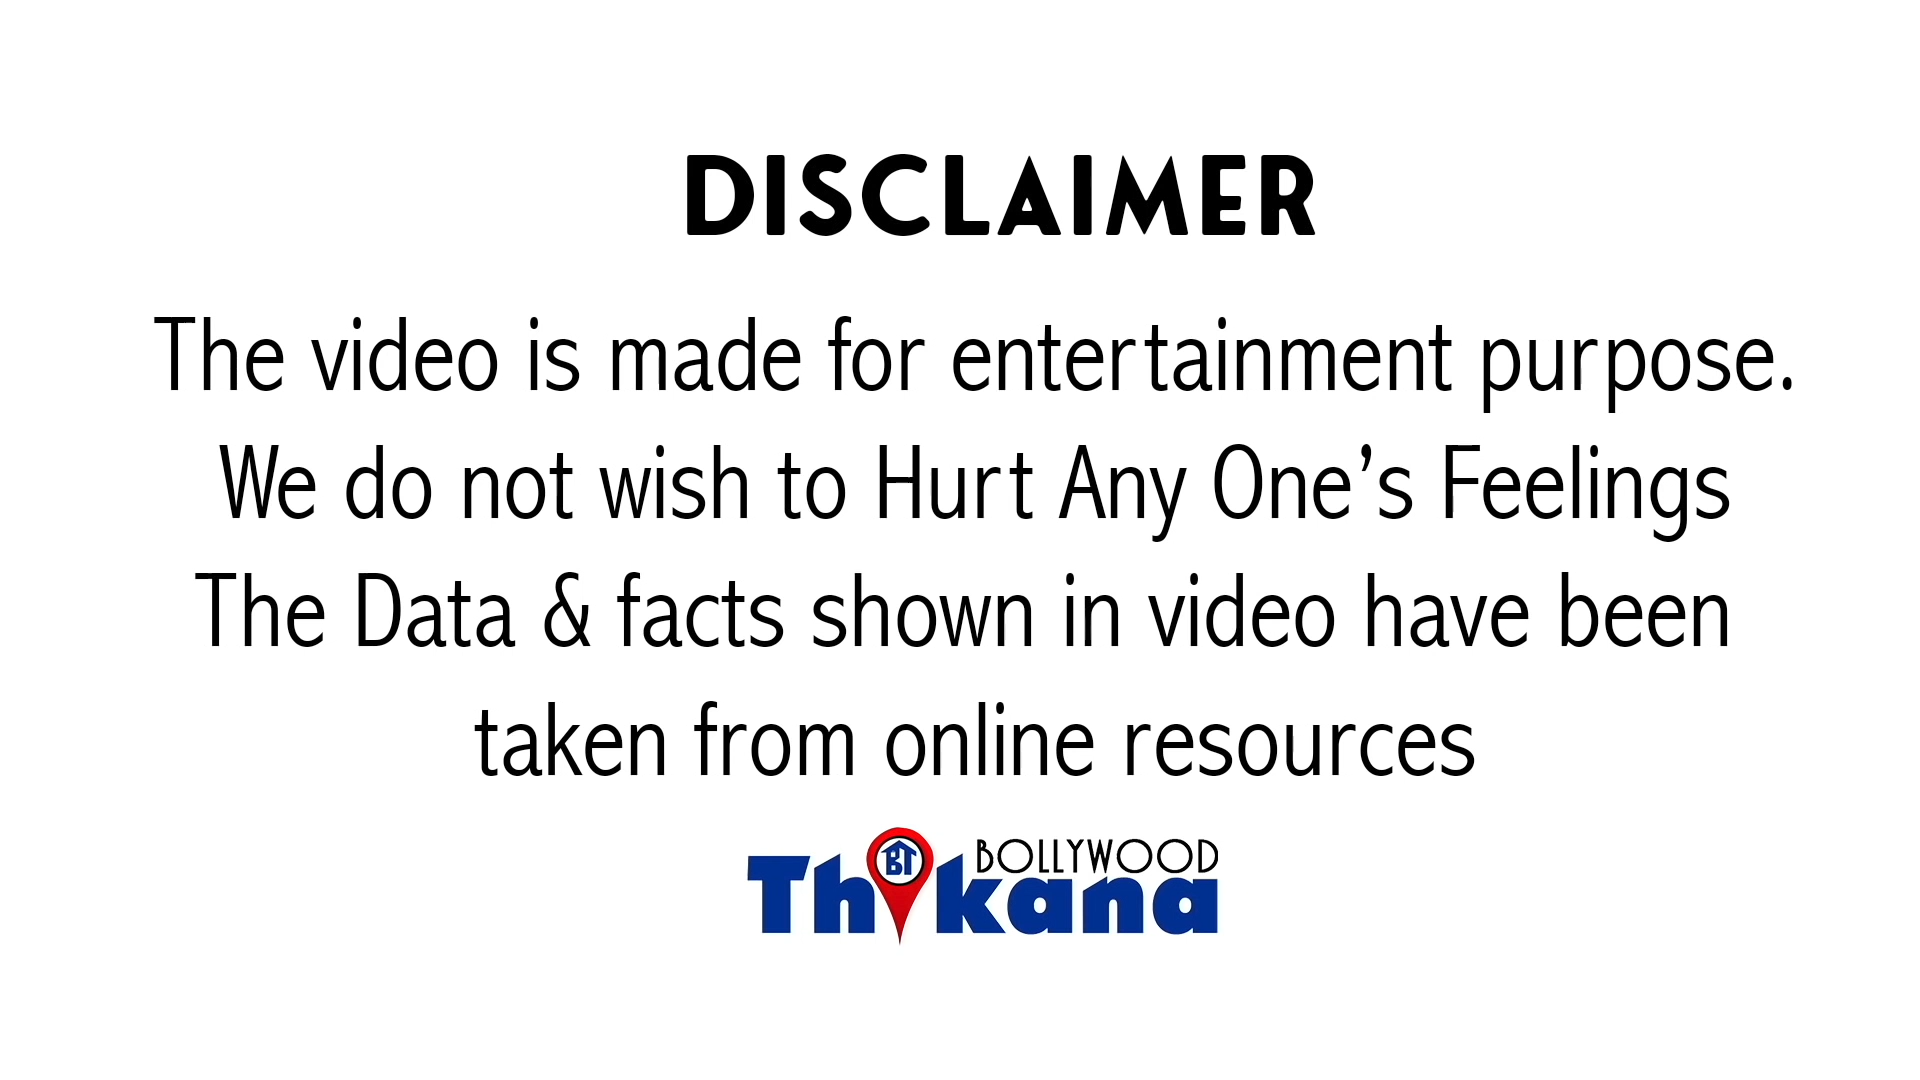 DISCLAIMER
The video is made for entertainment purpose.
We do not wish to Hurt Any One’s Feelings
The Data & facts shown in video have been
taken from online resources
BT
BOLLYWOOD
Thikana